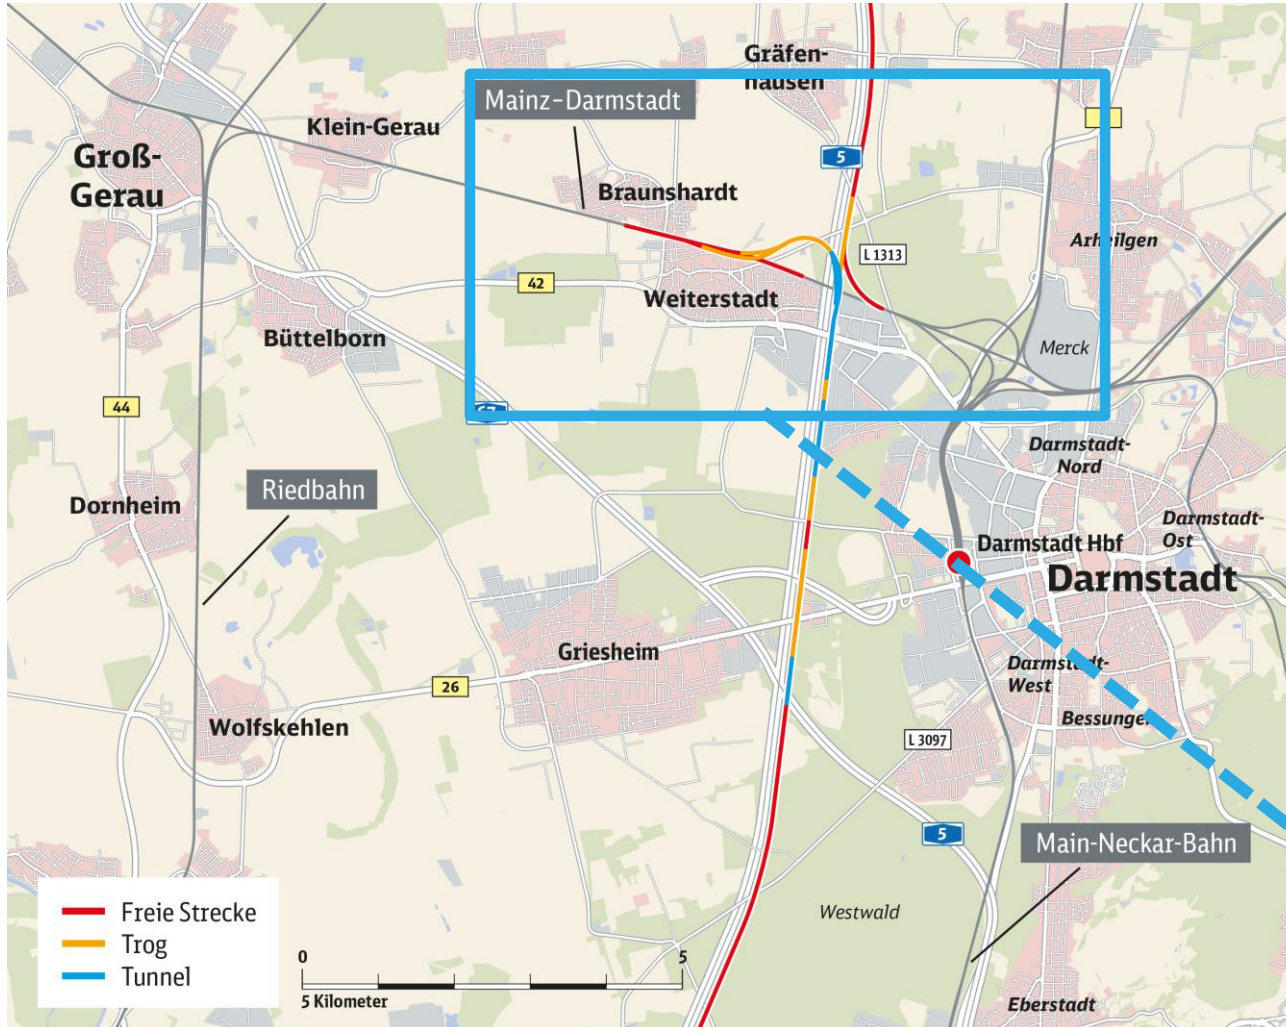 Gräfen-
hausen
Mainz-Darmstadt
Klein-Gerau
Groß-
Gerau
5
Braunshardt
Arheilgen
L 1313
42
Weiterstadt
Büttelborn
Merck
44
67
Darmstadt-
Nord
Riedbahn
Dornheim
Darmstadt-
Ost
Darmstadt Hbf
Darmstadt
Griesheim
Darmstadt-
West
26
Bessungen
Wolfskehlen
L 3097
5
Main-Neckar-Bahn
Freie Strecke
Trog
Tunnel
Westwald
0
5
5 Kilometer
Eberstadt